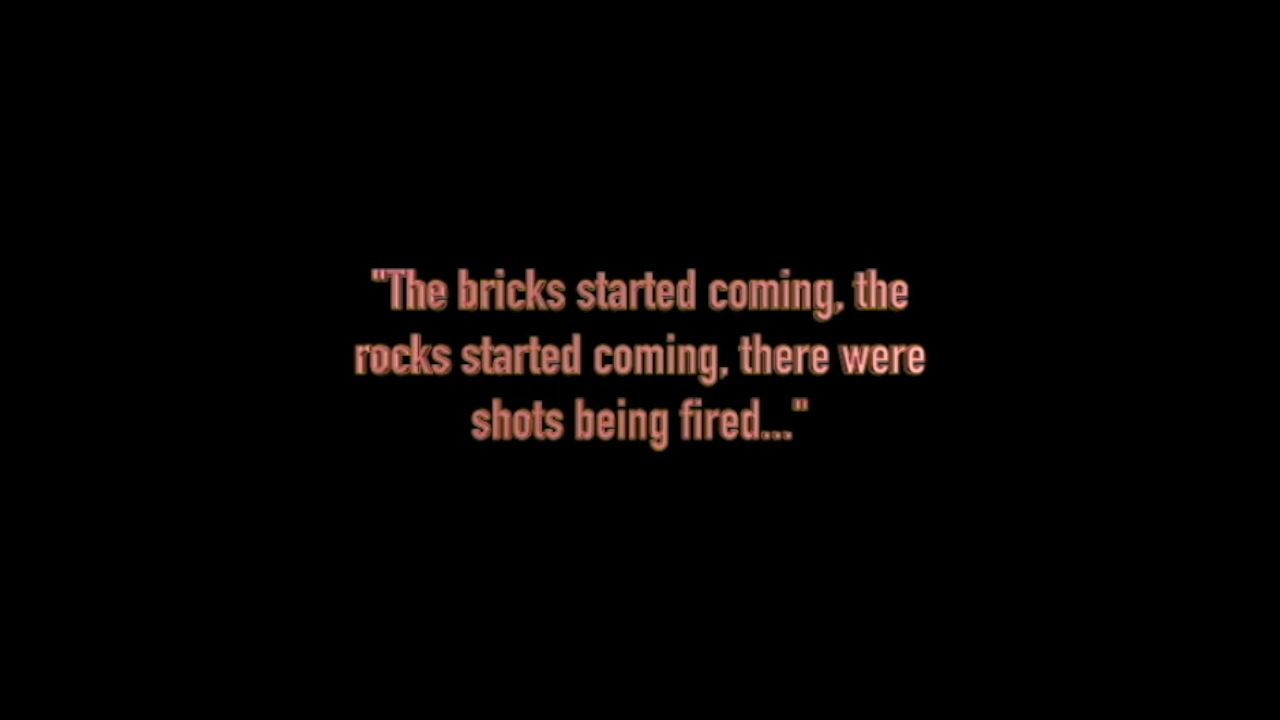 "The bricks started coming, the
rocks started coming, there were
shots being fired..."